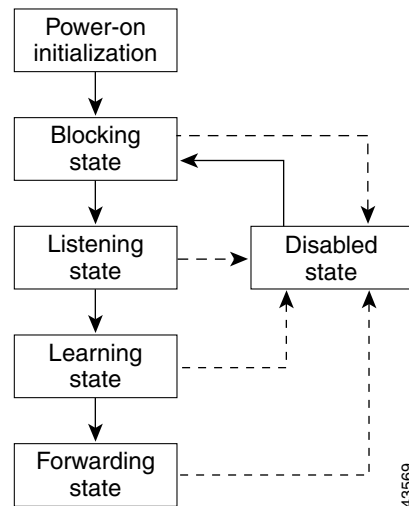 Power-on
initialization
Blocking
state
Listening
state
Disabled
state
Learning
state
Forwarding
state
43569